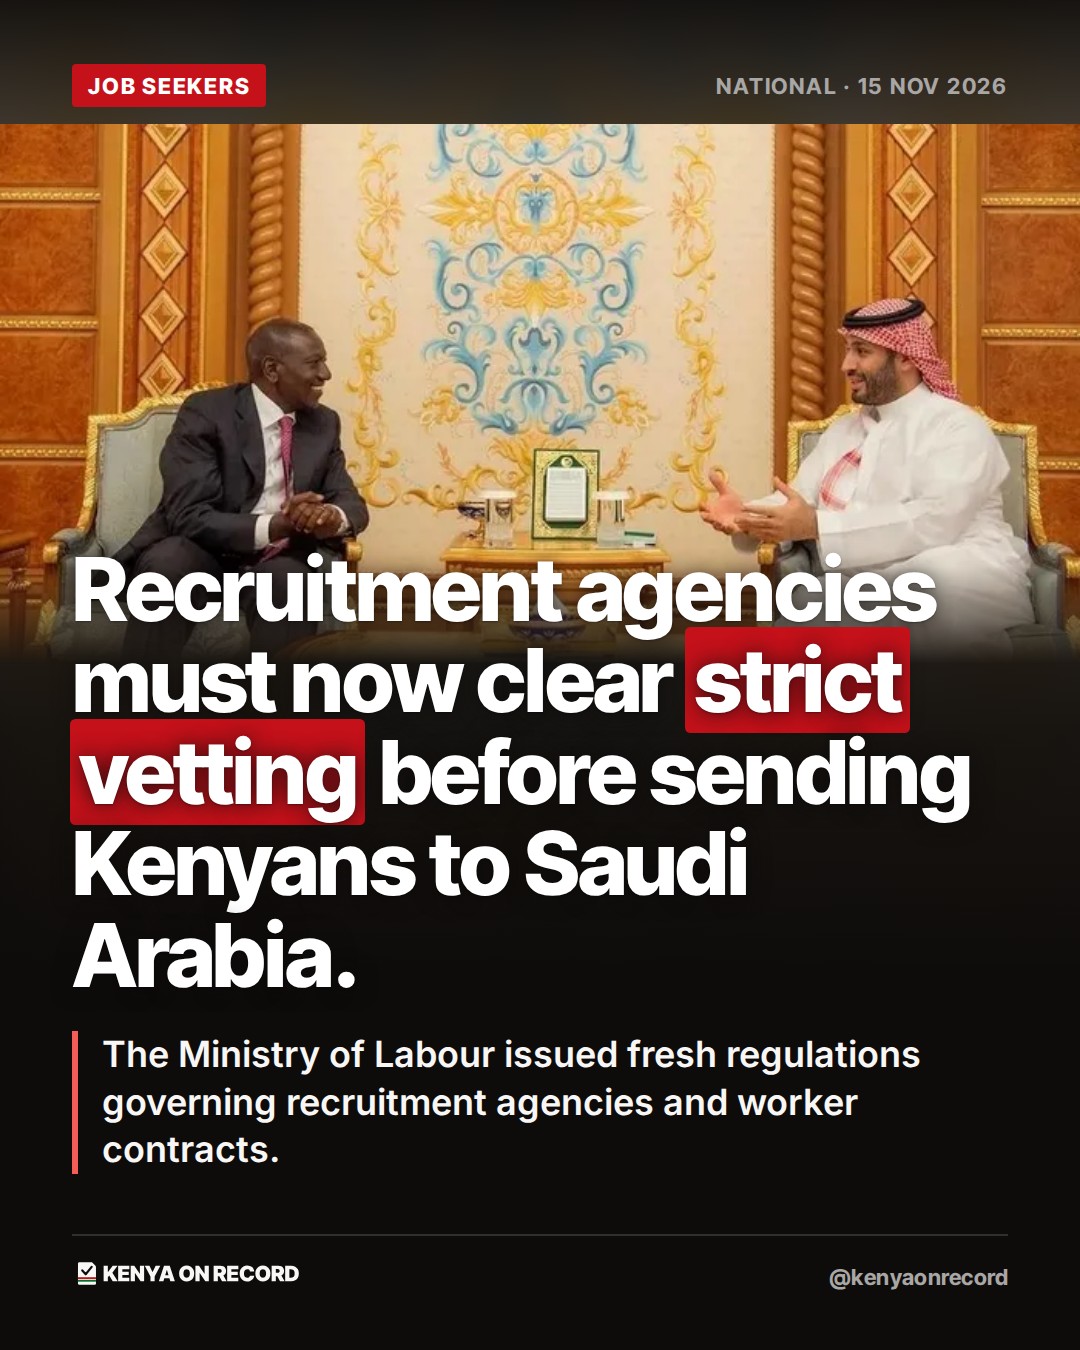 JOB SEEKERS
NATIONAL · 15 NOV 2026
Recruitment agencies
must now clear strict
vetting before sending
Kenyans to Saudi
Arabia.
The Ministry of Labour issued fresh regulations
governing recruitment agencies and worker
contracts.
KENYA ON RECORD
@kenyaonrecord